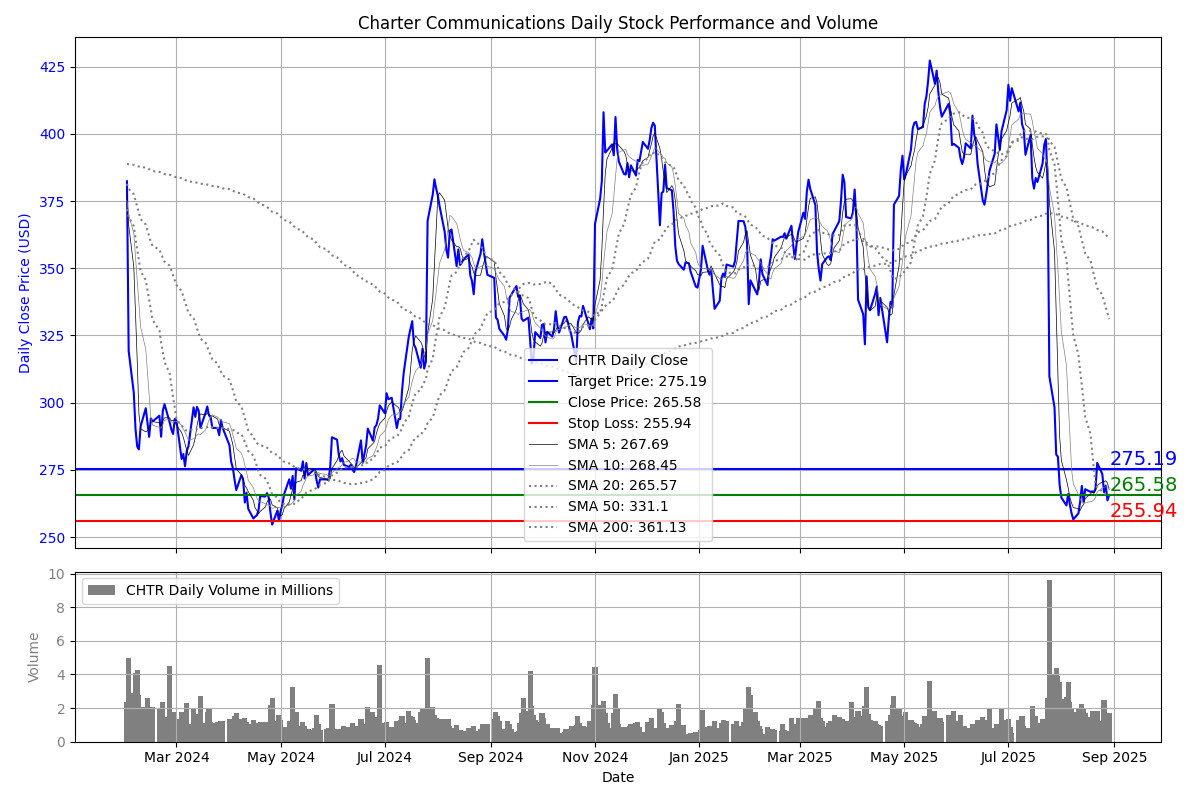 Charter Communications Daily Stock Performance and Volume
Daily Close Price (USD)
425
400
375
350
325
300
275
250
CHTR Daily Close
Target Price: 275.19
Close Price: 265.58
Stop Loss: 255.94
SMA 5: 267.69
SMA 10: 268.45
SMA 20: 265.57
SMA 50: 331.1
SMA 200: 361.13
275.19
265.58
255.94
Volume
10
8
6
4
2
0
CHTR Daily Volume in Millions
Mar 2024 May 2024 Jul 2024 Sep 2024 Nov 2024 Jan 2025 Mar 2025 May 2025 Jul 2025 Sep 2025
Date